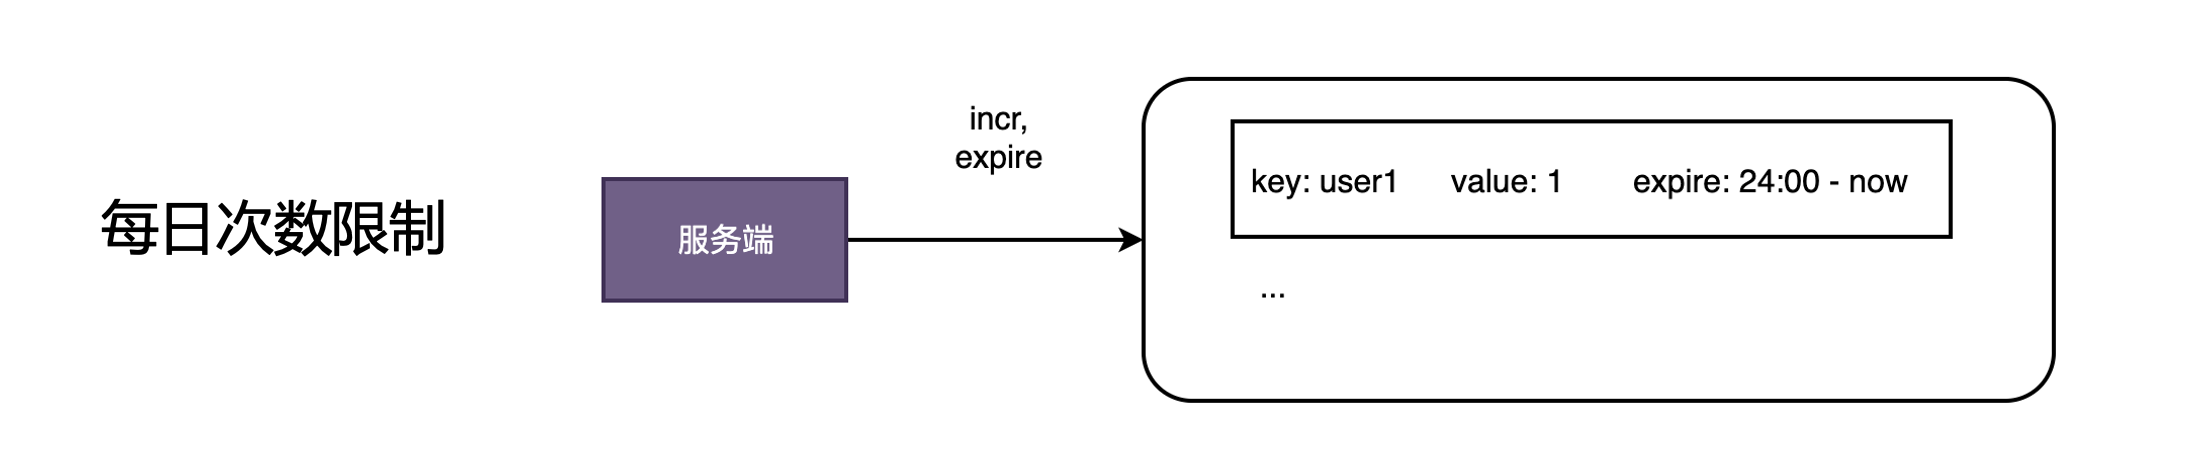 每日次数限制
服务端
incr,
expire
key: user1 value: 1 expire: 24:00 - now
...